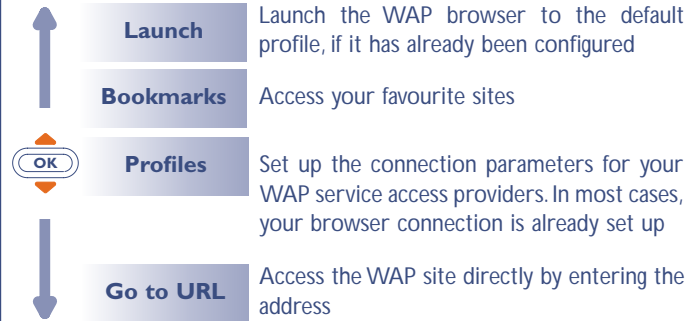 Launch
Launch the WAP browser to the default
profile, if it has already been configured
Bookmarks
Access your favourite sites
OK
Profiles
Set up the connection parameters for your
WAP service access providers. In most cases,
your browser connection is already set up
Go to URL
Access the WAP site directly by entering the
address